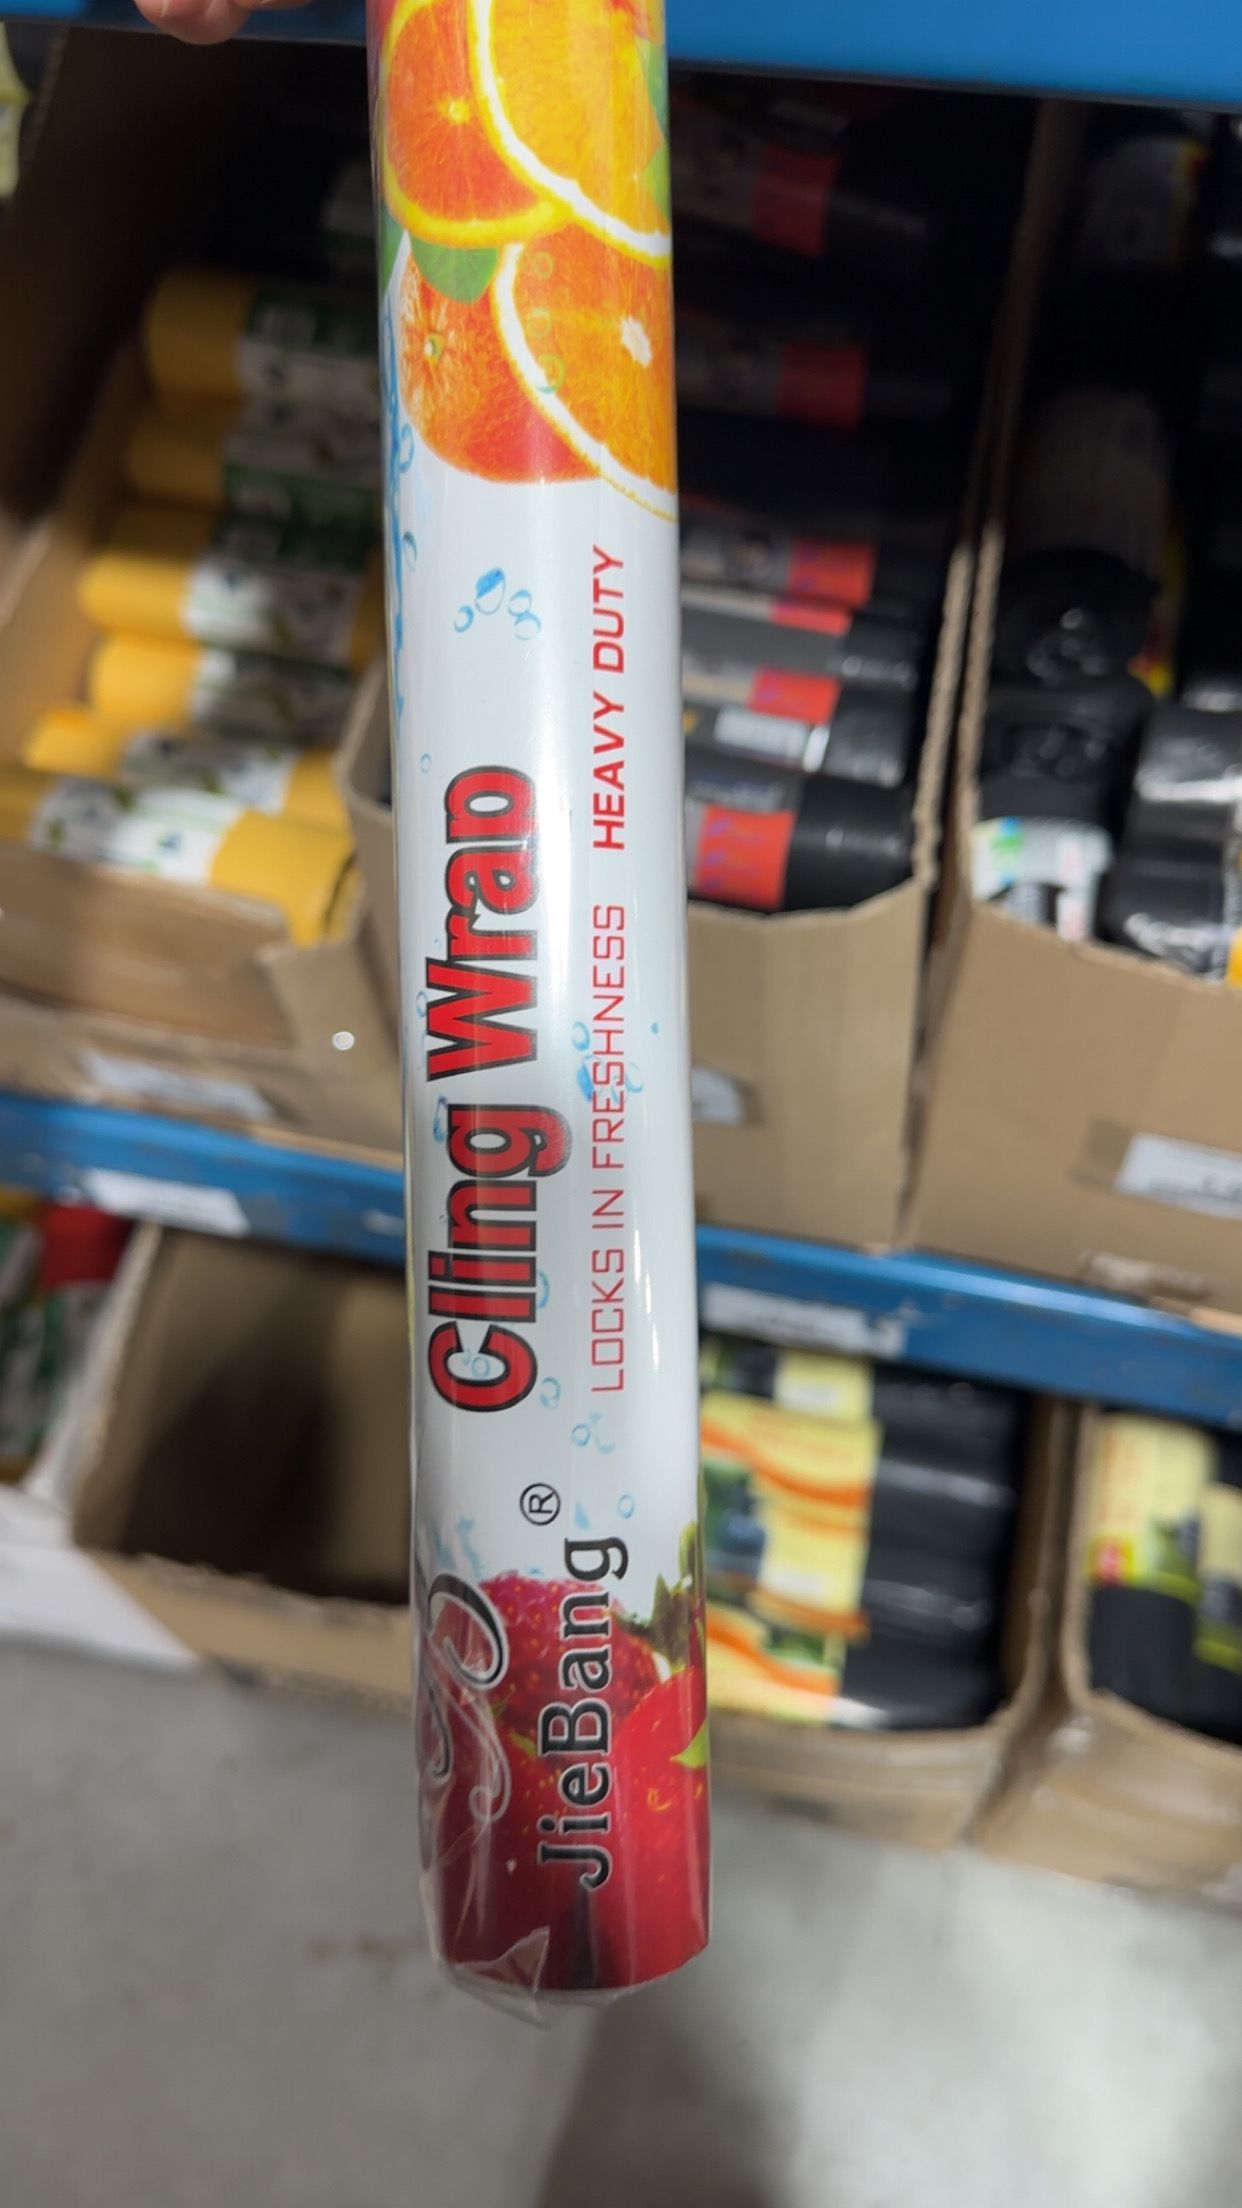 JieBang®
Cling Wrap
LOCKS IN FRESHNESS HEAVY DUTY